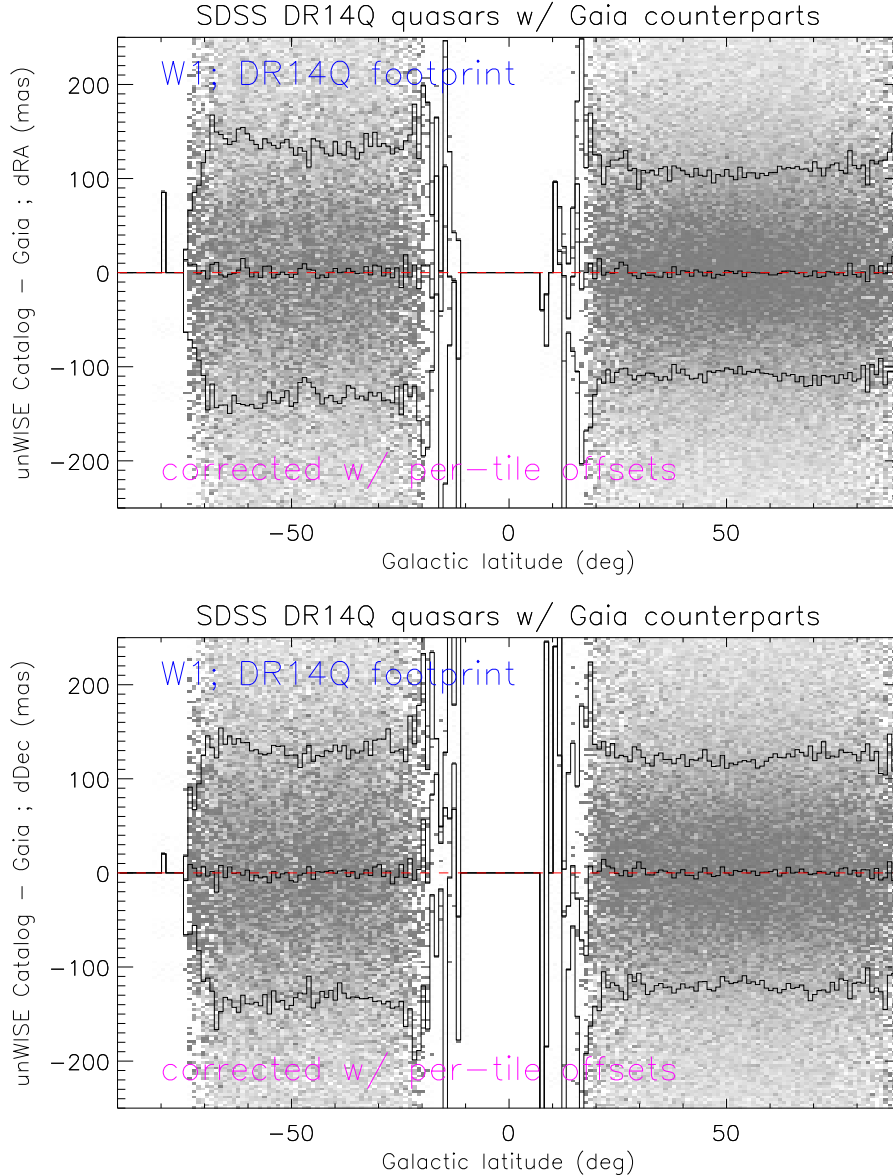 SDSS DR14Q quasars w/ Gaia counterparts
W1; DR14Q footprint
corrected w/ per-tile offsets
unWISE Catalog - Gaia ; dRA (mas)
200
100
0
-100
-200
-50 0 50
Galactic latitude (deg)
SDSS DR14Q quasars w/ Gaia counterparts
W1; DR14Q footprint
corrected w/ per-tile offsets
unWISE Catalog - Gaia ; dDec (mas)
200
100
0
-100
-200
-50 0 50
Galactic latitude (deg)